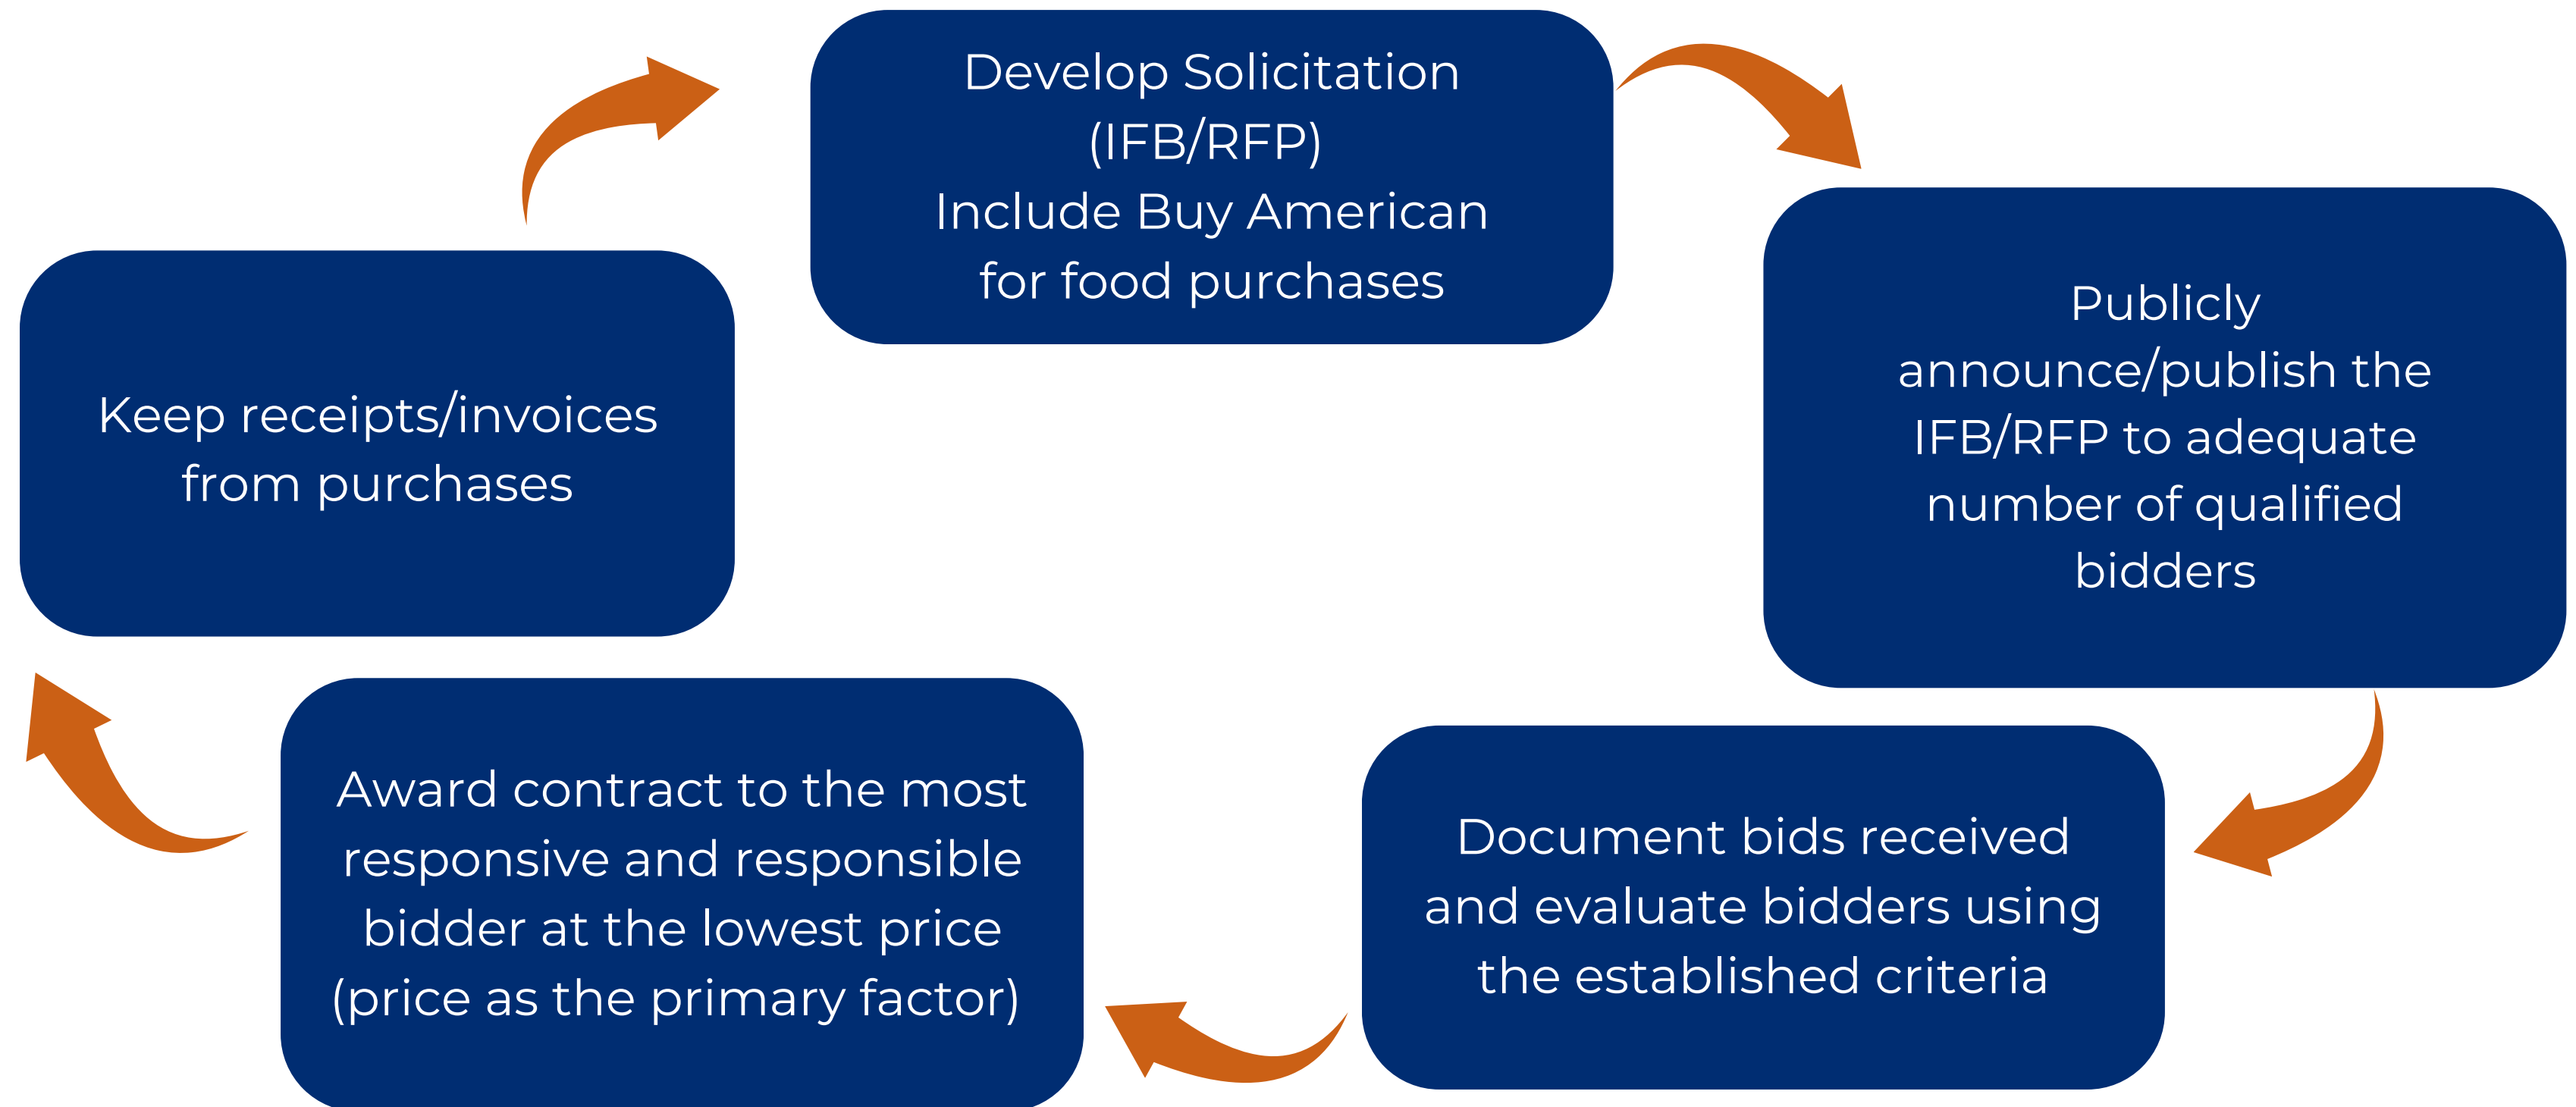 Develop Solicitation
(IFB/RFP)
Include Buy American
for food purchases
Publicly
announce/publish the
IFB/RFP to adequate
number of qualified
bidders
Document bids received
and evaluate bidders using
the established criteria
Award contract to the most
responsive and responsible
bidder at the lowest price
(price as the primary factor)
Keep receipts/invoices
from purchases